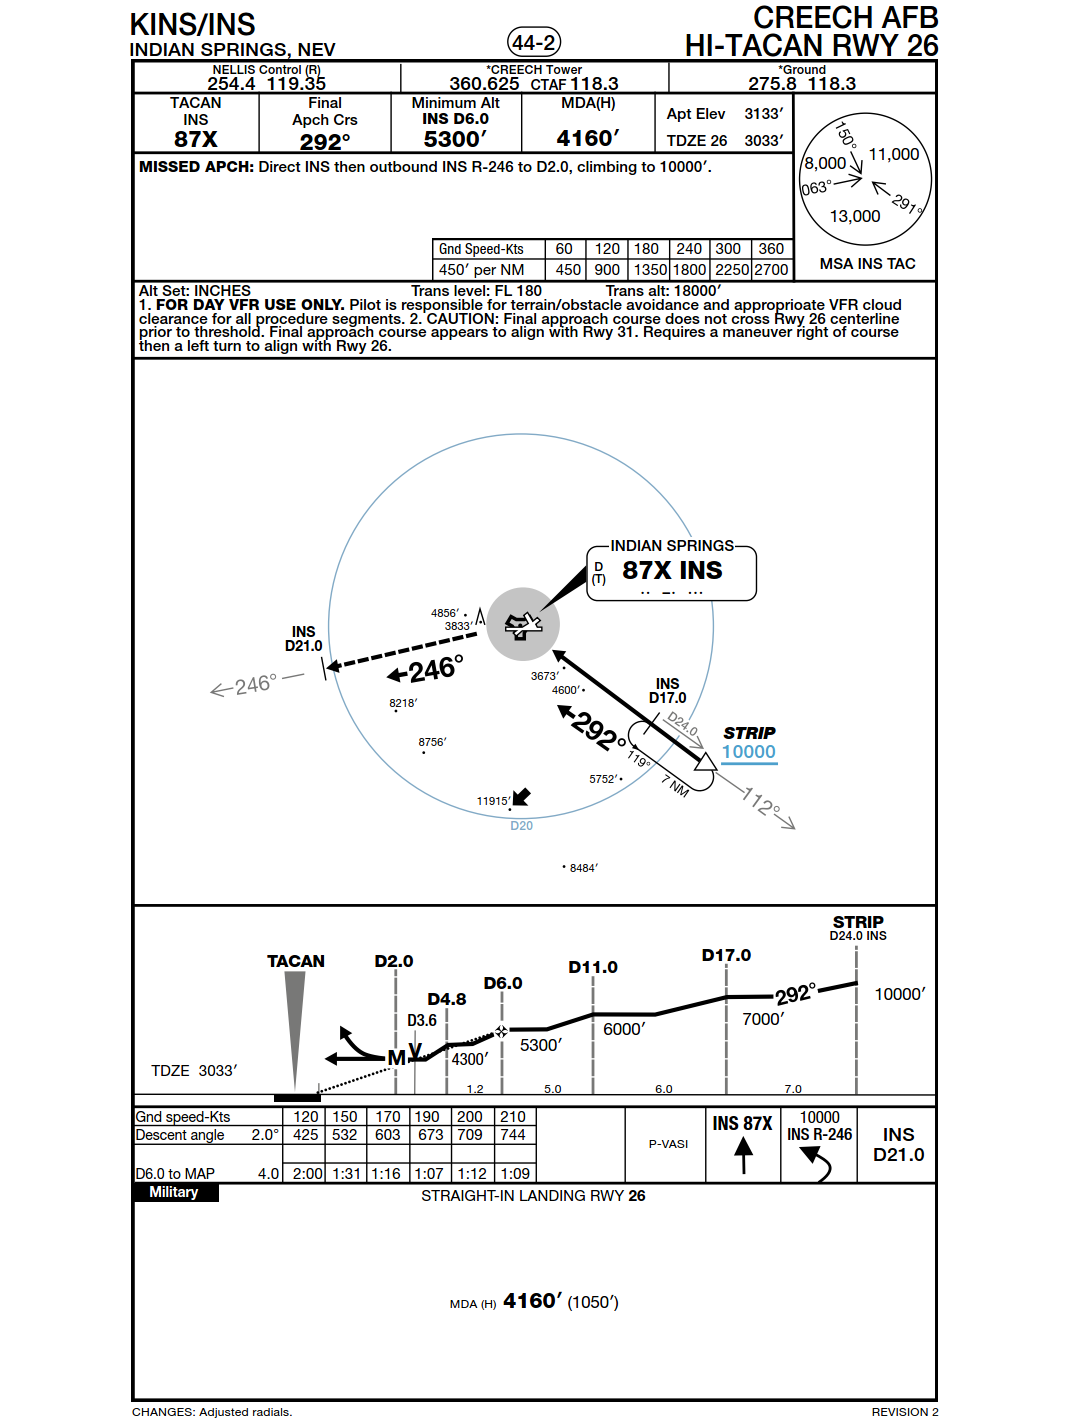 KINS/INS
INDIAN SPRINGS, NEV
44-2
CREECH AFB
HI-TACAN RWY 26
NELLIS Control (R)
254.4 119.35
*CREECH Tower
360.625 CTAF 118.3
*Ground
275.8 118.3
TACAN
INS
87X
Final
Apch Crs
292°
Minimum Alt
INS D6.0
5300′
MDA(H)
4160′
Apt Elev 3133′
TDZE 26 3033′
MISSED APCH: Direct INS then outbound INS R-246 to D2.0, climbing to 10000′.
Gnd Speed-Kts 60 120 180 240 300 360
450′ per NM 450 900 1350 1800 2250 2700
150°
8,000
11,000
063°
291°
13,000
MSA INS TAC
Alt Set: INCHES Trans level: FL 180 Trans alt: 18000′
1. FOR DAY VFR USE ONLY. Pilot is responsible for terrain/obstacle avoidance and approprioate VFR cloud
clearance for all procedure segments. 2. CAUTION: Final approach course does not cross Rwy 26 centerline
prior to threshold. Final approach course appears to align with Rwy 31. Requires a maneuver right of course
then a left turn to align with Rwy 26.
INDIAN SPRINGS
D
(T)
87X INS
4856′
3833′
INS
D21.0
246°
246°
3673′
4600′
INS
D17.0
8218′
D24.0
292°
STRIP
10000
8756′
119°
7 NM
5752′
112°
11915′
D20
8484′
STRIP
D24.0 INS
TACAN
D2.0
D17.0
D11.0
D6.0
D4.8
D3.6
292°
10000′
7000′
6000′
5300′
M V
4300′
TDZE 3033′
1.2 5.0 6.0 7.0
Gnd speed-Kts 120 150 170 190 200 210
Descent angle 2.0° 425 532 603 673 709 744
D6.0 to MAP 4.0 2:00 1:31 1:16 1:07 1:12 1:09
P-VASI
INS 87X
10000
INS R-246
INS
D21.0
Military
STRAIGHT-IN LANDING RWY 26
MDA (H) 4160′ (1050′)
CHANGES: Adjusted radials.
REVISION 2